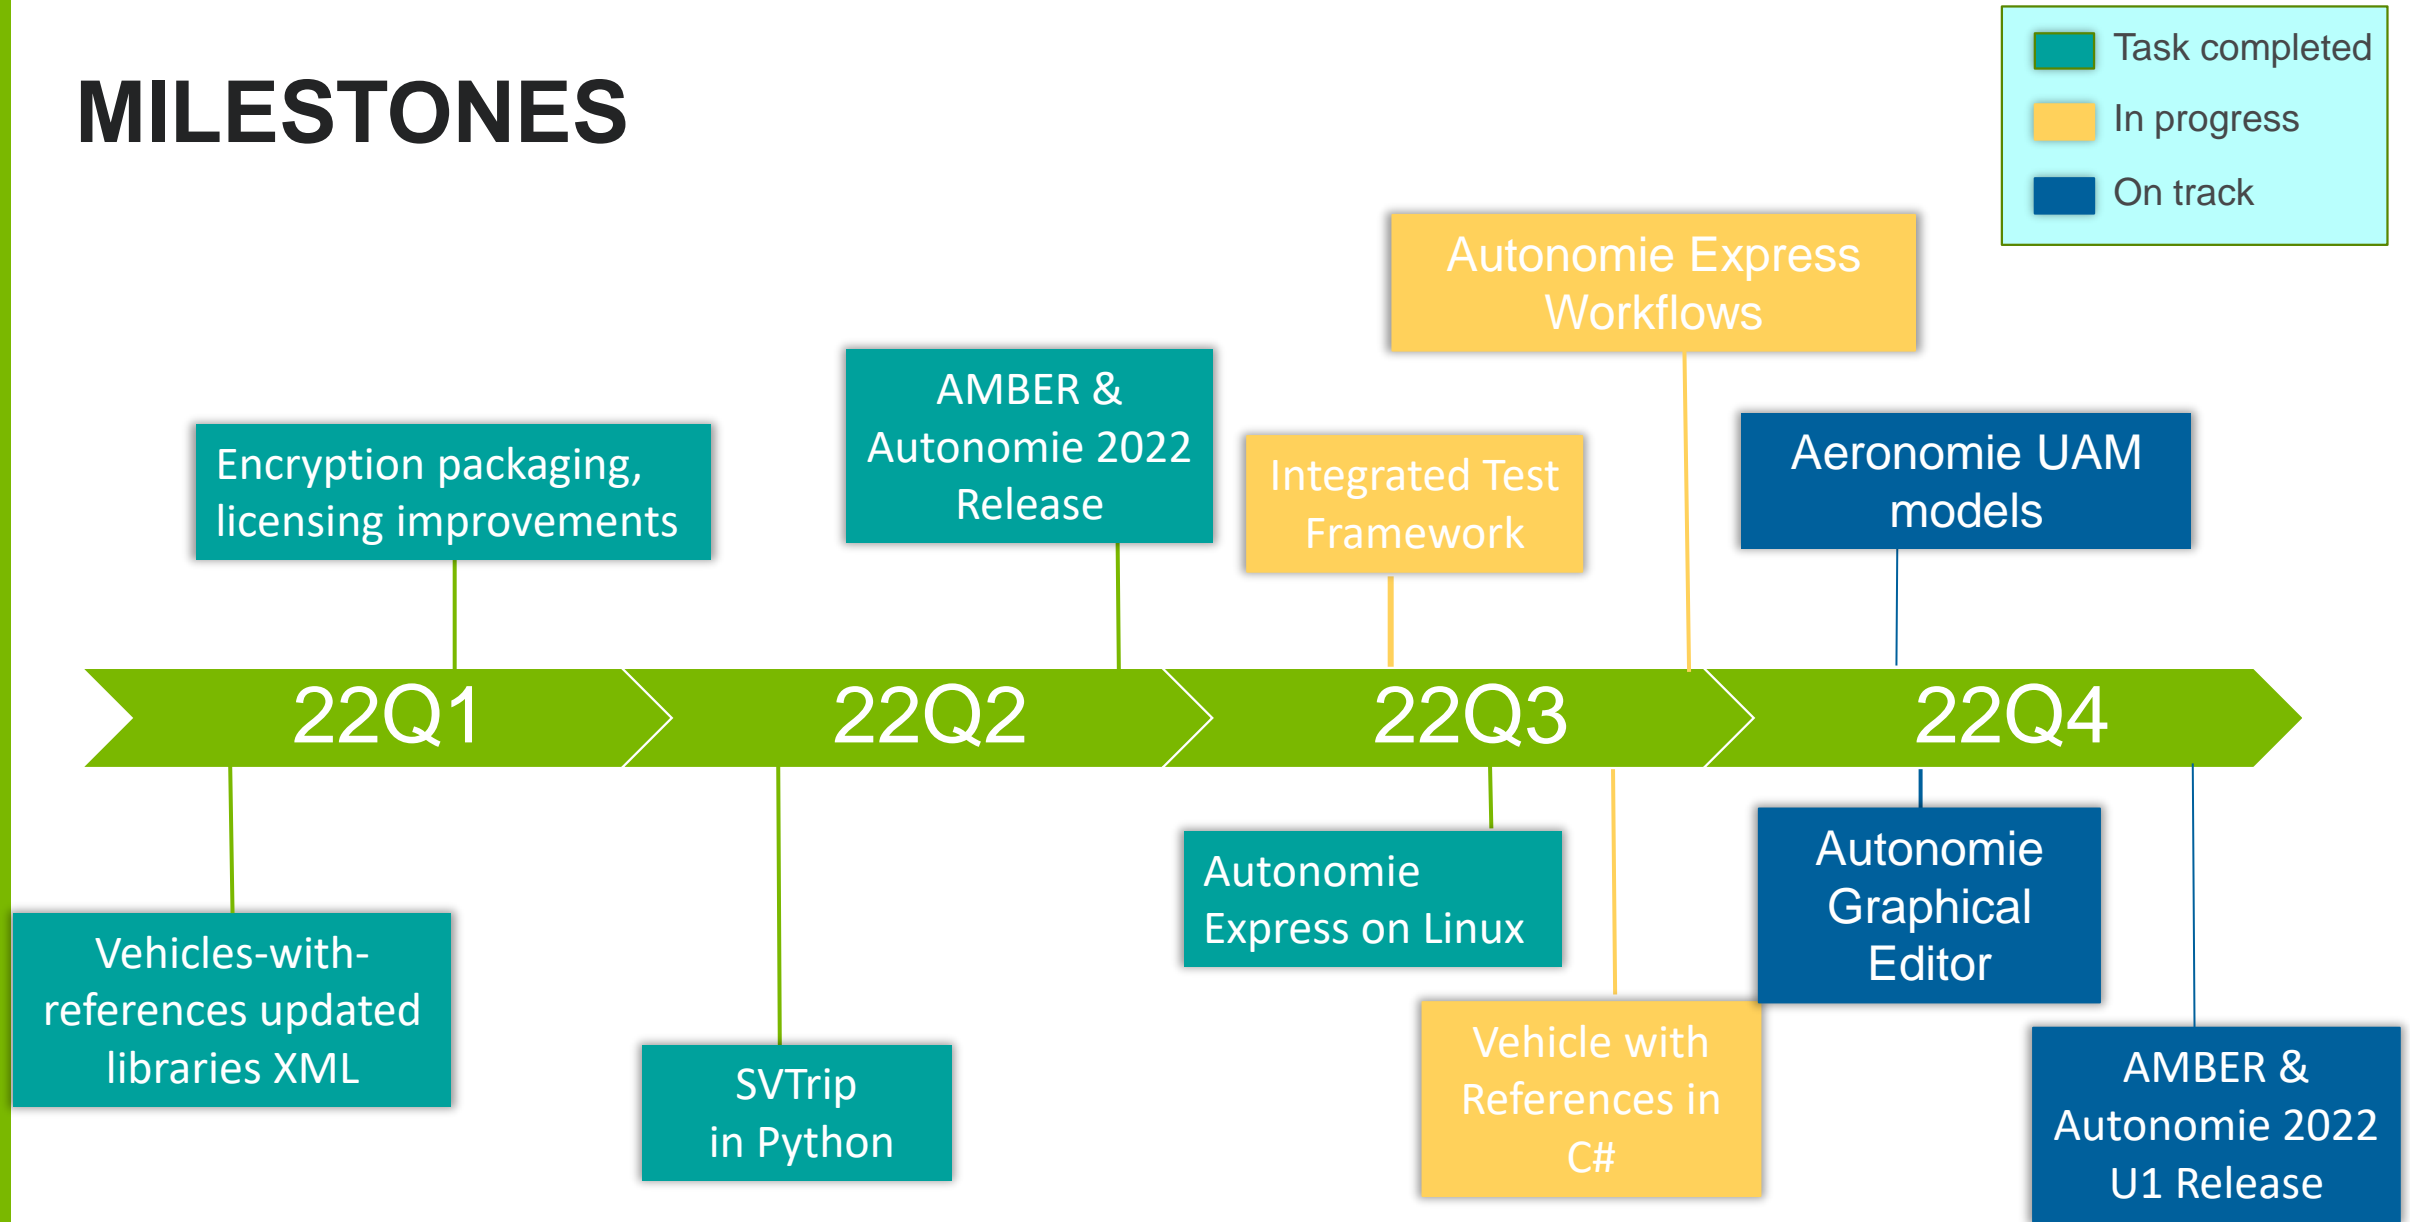 MILESTONES
Task completed
In progress
On track
Autonomie Express
Workflows
AMBER &
Autonomie 2022
Release
Encryption packaging,
licensing improvements
Integrated Test
Framework
Aeronomie UAM
models
22Q1
22Q2
22Q3
22Q4
Vehicles-with-
references updated
libraries XML
SVTrip
in Python
Autonomie
Express on Linux
Vehicle with
References in
C#
Autonomie
Graphical
Editor
AMBER &
Autonomie 2022
U1 Release